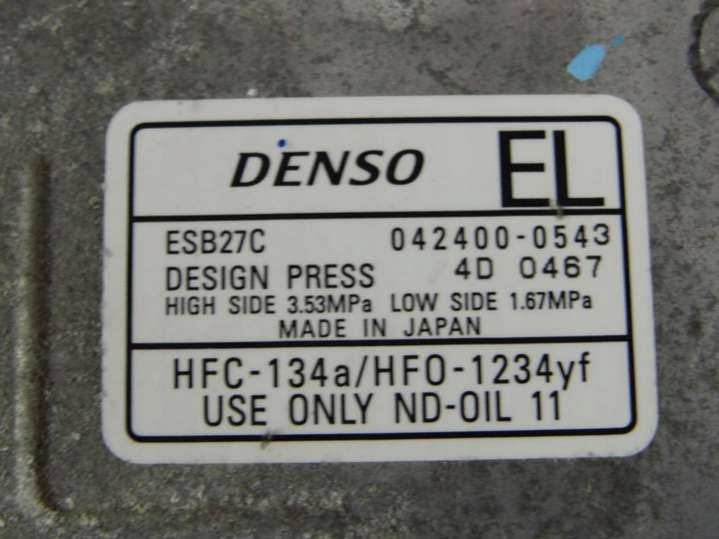 DENSO EL
ESB27C 042400-0543
DESIGN PRESS 4D 0467
HIGH SIDE 3.53MPa LOW SIDE 1.67MPa
MADE IN JAPAN
HFC-134a/HFO-1234yf
USE ONLY ND-OIL 11